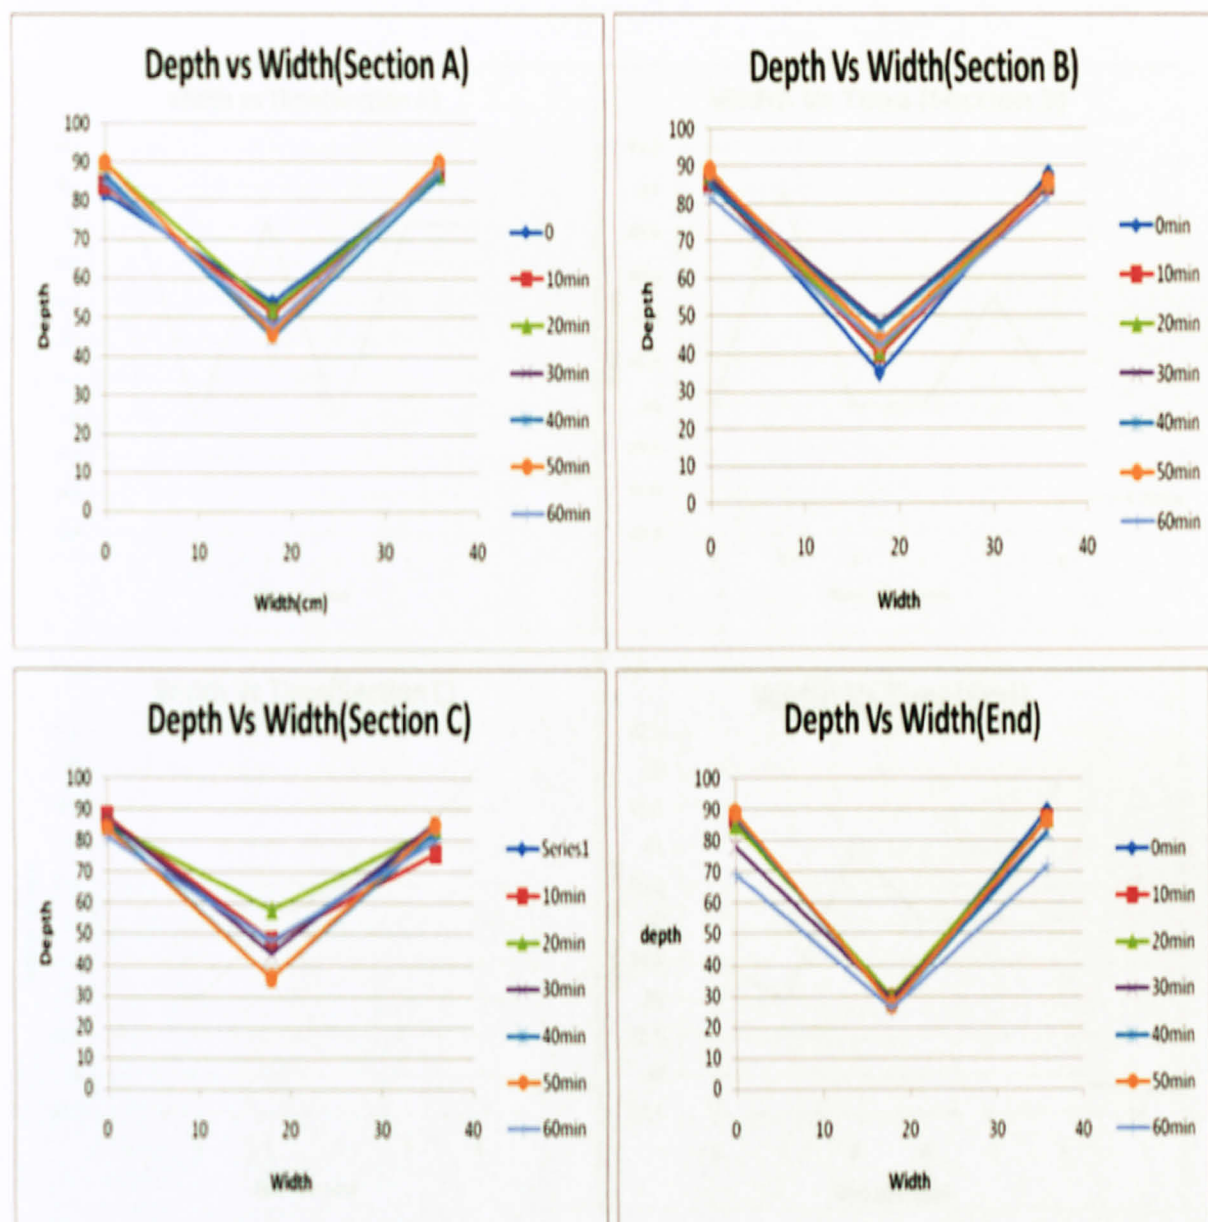 Depth vs Width(Section A)
100
90
80
70
60
50
40
30
20
10
0
Depth
0 10 20 30 40
Width(cm)
0
10min
20min
30min
40min
50min
60min
Depth Vs Width(Section B)
100
90
80
70
60
50
40
30
20
10
0
Depth
0 10 20 30 40
Width
0min
10min
20min
30min
40min
50min
60min
Depth Vs Width(Section C)
100
90
80
70
60
50
40
30
20
10
0
Depth
0 10 20 30 40
Width
Series1
10min
20min
30min
40min
50min
60min
Depth Vs Width(End)
100
90
80
70
60
50
40
30
20
10
0
depth
0 10 20 30 40
Width
0min
10min
20min
30min
40min
50min
60min